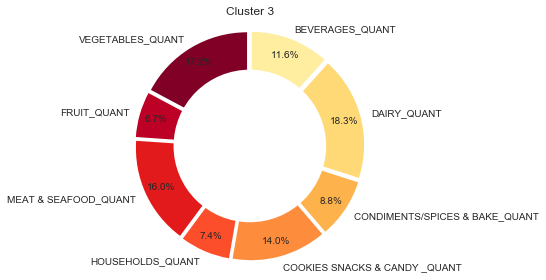 Cluster 3
BEVERAGES_QUANT
11.6%
DAIRY_QUANT
18.3%
CONDIMENTS/SPICES & BAKE_QUANT
8.8%
COOKIES SNACKS & CANDY _QUANT
14.0%
HOUSEHOLDS_QUANT
7.4%
MEAT & SEAFOOD_QUANT
16.0%
FRUIT_QUANT
6.7%
VEGETABLES_QUANT